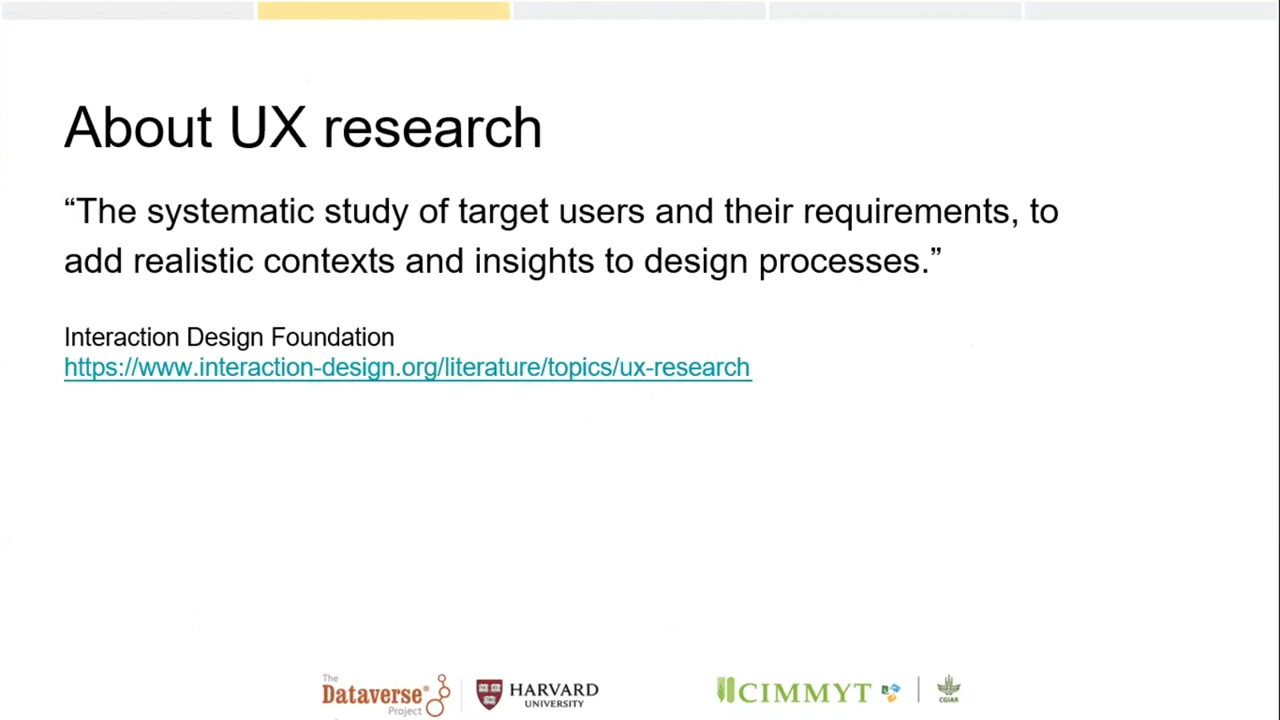 About UX research
“The systematic study of target users and their requirements, to
add realistic contexts and insights to design processes.”
Interaction Design Foundation
https://www.interaction-design.org/literature/topics/ux-research
The
Dataverse®
Project
HARVARD
UNIVERSITY
CIMMYT
CGIAR